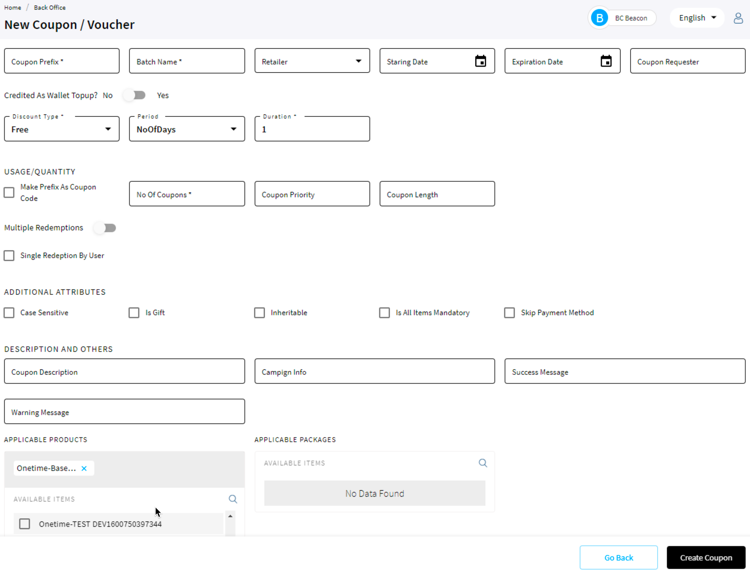 Home / Back Office
New Coupon / Voucher
B BC Beacon
English
Coupon Prefix *
Batch Name *
Retailer
Staring Date
Expiration Date
Coupon Requester
Credited As Wallet Topup? No Yes
Discount Type *
Free
Period
NoOfDays
Duration *
1
USAGE/QUANTITY
Make Prefix As Coupon
Code
No Of Coupons *
Coupon Priority
Coupon Length
Multiple Redemptions
Single Redeption By User
ADDITIONAL ATTRIBUTES
Case Sensitive
Is Gift
Inheritable
Is All Items Mandatory
Skip Payment Method
DESCRIPTION AND OTHERS
Coupon Description
Campign Info
Success Message
Warning Message
APPLICABLE PRODUCTS
Onetime-Base...
AVAILABLE ITEMS
Onetime-TEST DEV1600750397344
APPLICABLE PACKAGES
AVAILABLE ITEMS
No Data Found
Go Back
Create Coupon